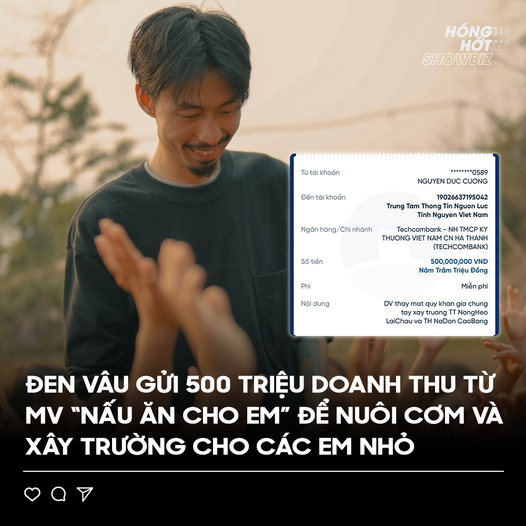 HÓNG
HỚT
SHOWBIZ
Từ tài khoản
********0589
NGUYEN DUC CUONG
Đến tài khoản
19026637195042
Trung Tam Thong Tin Nguon Luc
Tinh Nguyen Viet Nam
Ngân hàng/Chi nhánh
Techcombank - NH TMCP KY
THUONG VIET NAM CN HA THANH
(TECHCOMBANK)
Số tiền
500,000,000 VND
Năm Trăm Triệu Đồng
Phí
Miễn phí
Nội dung
DV thay mat quy khan gia chung
tay xay truong TT NongHeo
LaiChau va TH NaDon CaoBang
ĐEN VÂU GỬI 500 TRIỆU DOANH THU TỪ
MV “NẤU ĂN CHO EM” ĐỂ NUÔI CƠM VÀ
XÂY TRƯỜNG CHO CÁC EM NHỎ